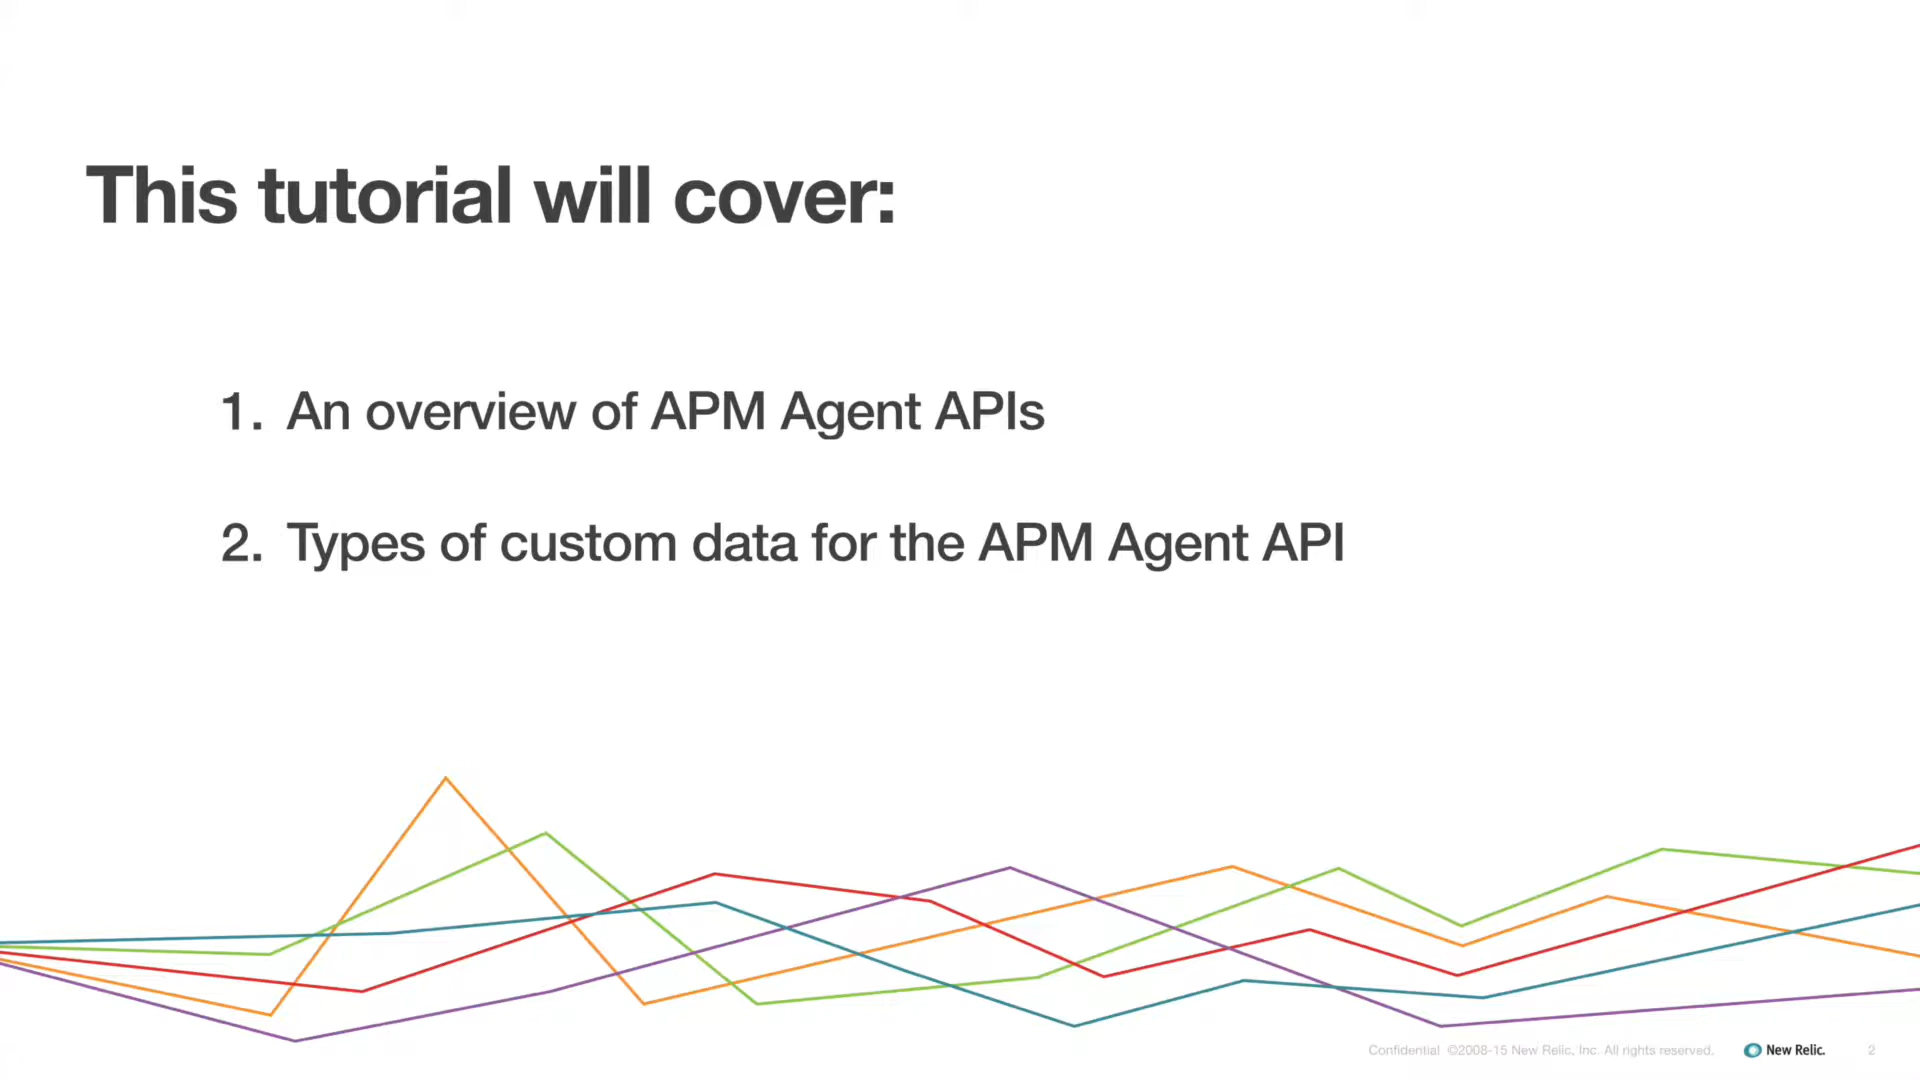 This tutorial will cover:
1. An overview of APM Agent APIs
2. Types of custom data for the APM Agent API
Confidential ©2008-15 New Relic, Inc. All rights reserved. New Relic. 2